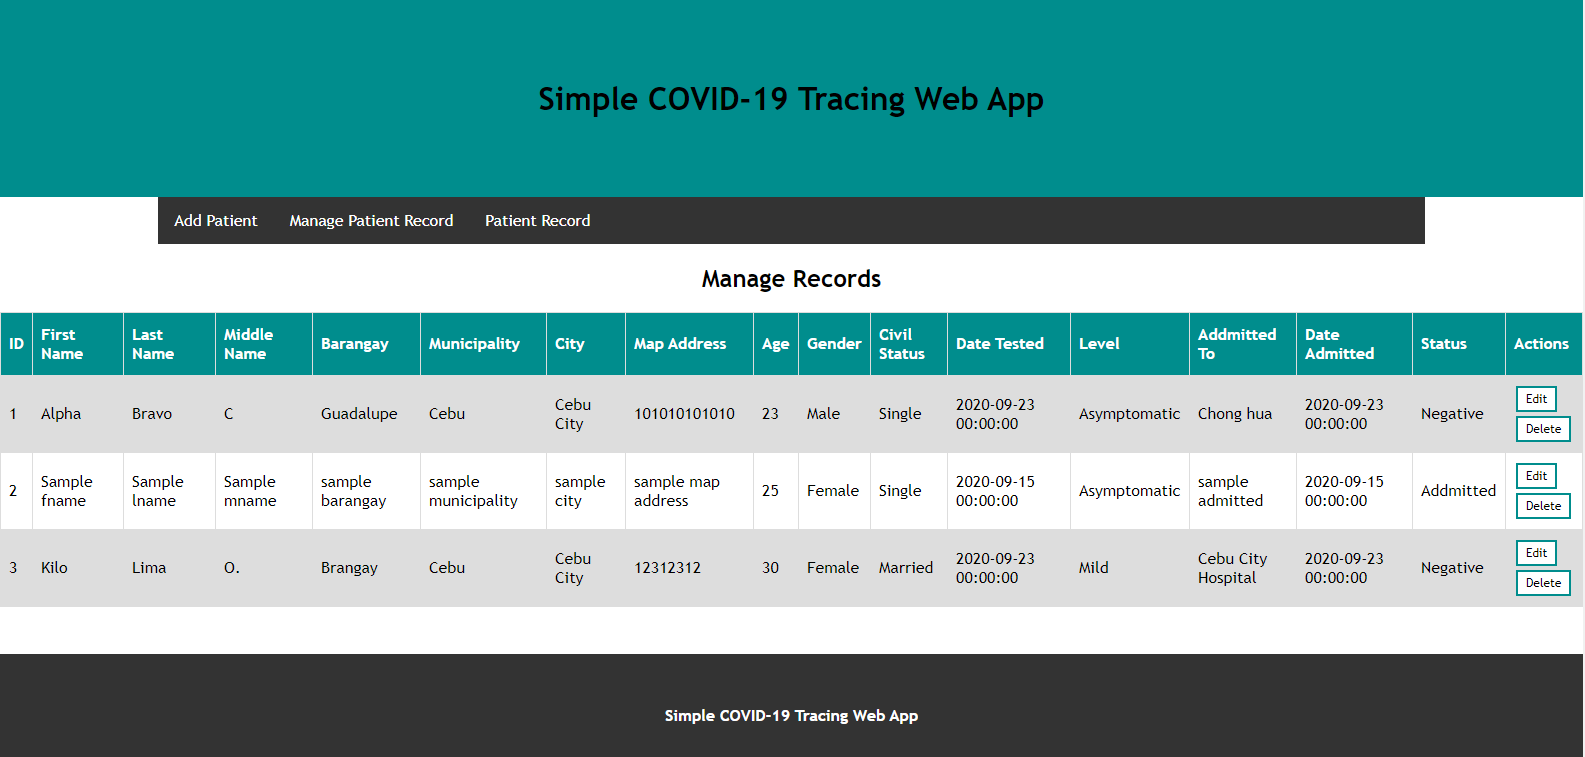 Simple COVID-19 Tracing Web App
Add Patient Manage Patient Record Patient Record
Manage Records
ID First Name Last Name Middle Name Barangay Municipality City Map Address Age Gender Civil Status Date Tested Level Addmitted To Date Admitted Status Actions
1 Alpha Bravo C Guadalupe Cebu Cebu City 101010101010 23 Male Single 2020-09-23 00:00:00 Asymptomatic Chong hua 2020-09-23 00:00:00 Negative Edit Delete
2 Sample fname Sample lname Sample mname sample barangay sample municipality sample city sample map address 25 Female Single 2020-09-15 00:00:00 Asymptomatic sample admitted 2020-09-15 00:00:00 Addmitted Edit Delete
3 Kilo Lima O. Brangay Cebu Cebu City 12312312 30 Female Married 2020-09-23 00:00:00 Mild Cebu City Hospital 2020-09-23 00:00:00 Negative Edit Delete
Simple COVID-19 Tracing Web App